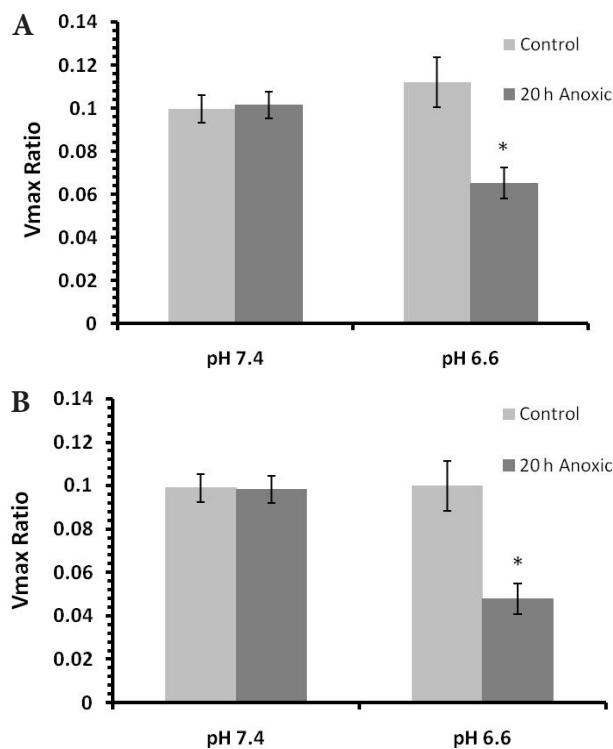 A
Vmax Ratio
0.14
0.12
0.1
0.08
0.06
0.04
0.02
0
Control
20 h Anoxic
*
pH 7.4
pH 6.6
B
Vmax Ratio
0.14
0.12
0.1
0.08
0.06
0.04
0.02
0
Control
20 h Anoxic
*
pH 7.4
pH 6.6